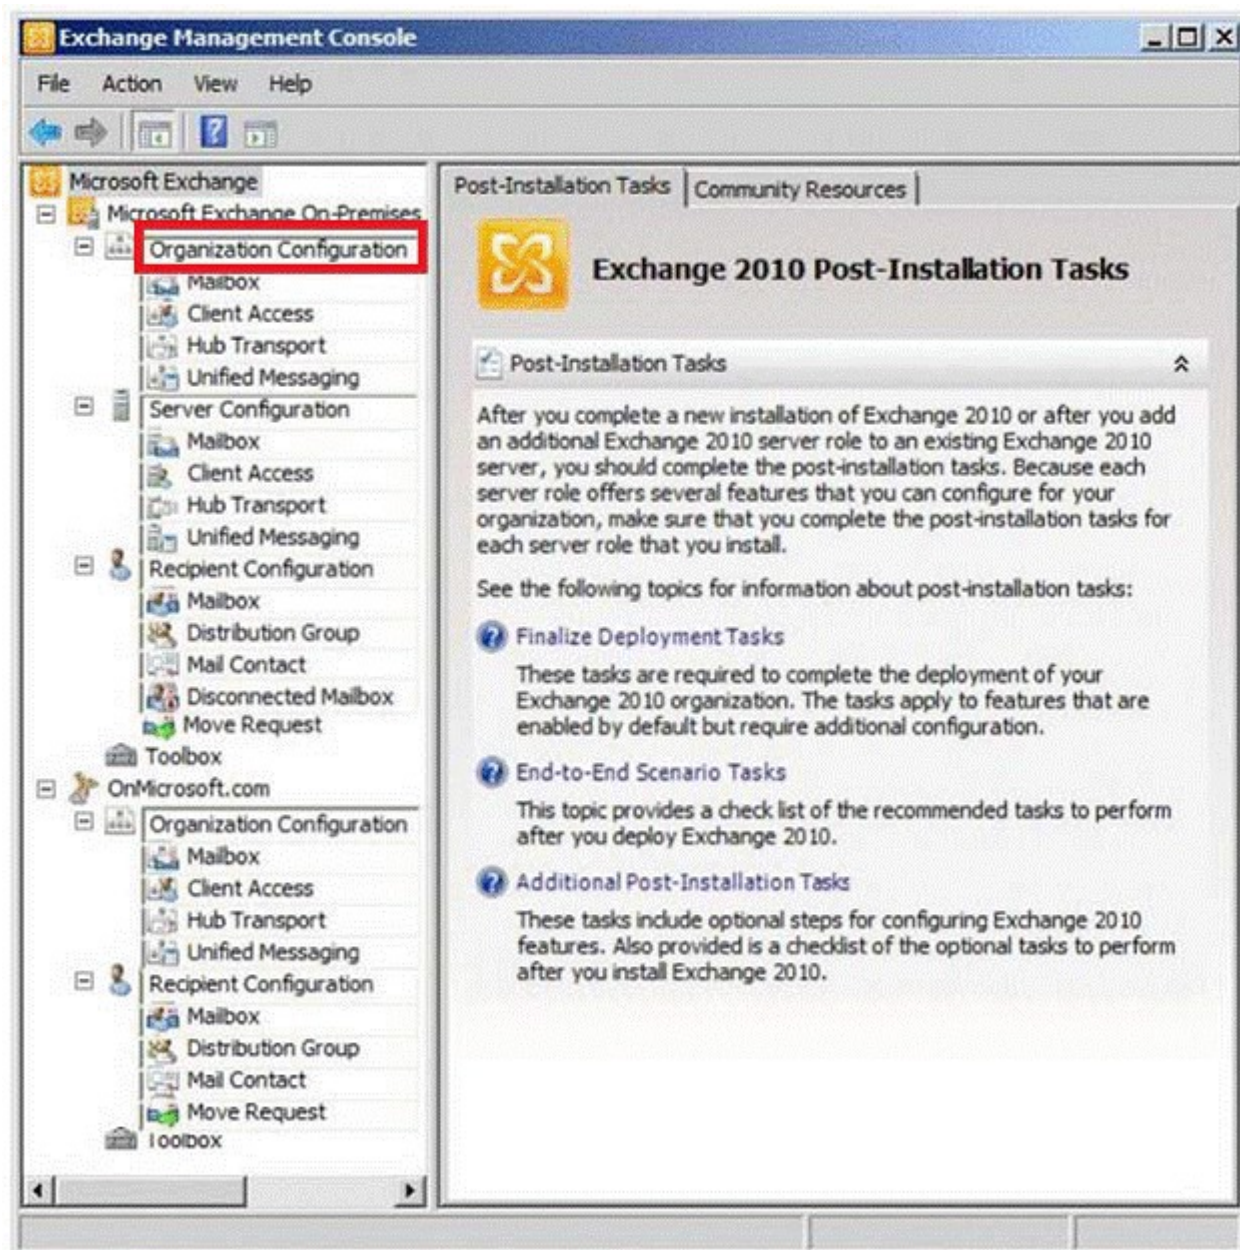 Exchange Management Console
File Action View Help
Microsoft Exchange
Microsoft Exchange On-Premises
Organization Configuration
Mailbox
Client Access
Hub Transport
Unified Messaging
Server Configuration
Mailbox
Client Access
Hub Transport
Unified Messaging
Recipient Configuration
Mailbox
Distribution Group
Mail Contact
Disconnected Mailbox
Move Request
Toolbox
OnMicrosoft.com
Organization Configuration
Mailbox
Client Access
Hub Transport
Unified Messaging
Recipient Configuration
Mailbox
Distribution Group
Mail Contact
Move Request
Toolbox
Post-Installation Tasks Community Resources
Exchange 2010 Post-Installation Tasks
Post-Installation Tasks
After you complete a new installation of Exchange 2010 or after you add
an additional Exchange 2010 server role to an existing Exchange 2010
server, you should complete the post-installation tasks. Because each
server role offers several features that you can configure for your
organization, make sure that you complete the post-installation tasks for
each server role that you install.
See the following topics for information about post-installation tasks:
Finalize Deployment Tasks
These tasks are required to complete the deployment of your
Exchange 2010 organization. The tasks apply to features that are
enabled by default but require additional configuration.
End-to-End Scenario Tasks
This topic provides a check list of the recommended tasks to perform
after you deploy Exchange 2010.
Additional Post-Installation Tasks
These tasks include optional steps for configuring Exchange 2010
features. Also provided is a checklist of the optional tasks to perform
after you install Exchange 2010.